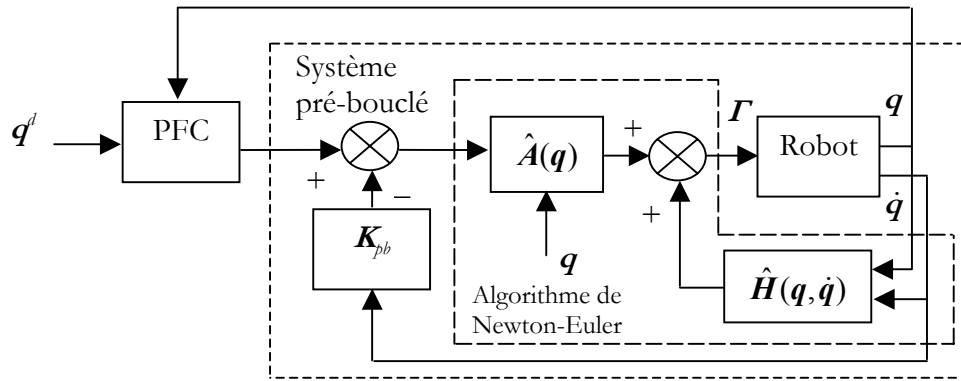 Système
pré-bouclé
q^d
PFC
+
−
K_pb
Â(q)
q
Algorithme de
Newton-Euler
+
+
Γ
Robot
q
q̇
Ĥ(q, q̇)